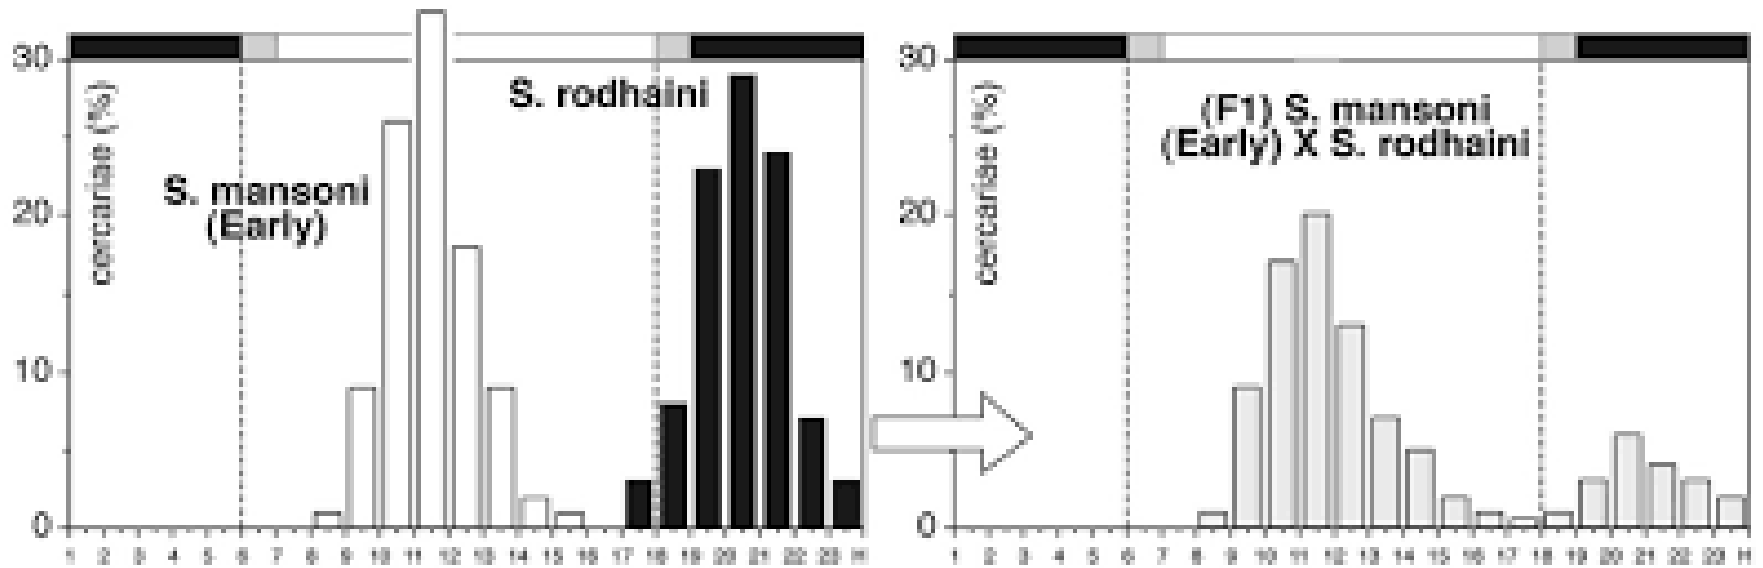 30
20
10
0
cercariae (%)
S. mansoni
(Early)
S. rodhaini
1 2 3 4 5 6 7 8 9 10 11 12 13 14 15 16 17 18 19 20 21 22 23 H
30
20
10
0
cercariae (%)
(F1) S. mansoni
(Early) X S. rodhaini
1 2 3 4 5 6 7 8 9 10 11 12 13 14 15 16 17 18 19 20 21 22 23 H